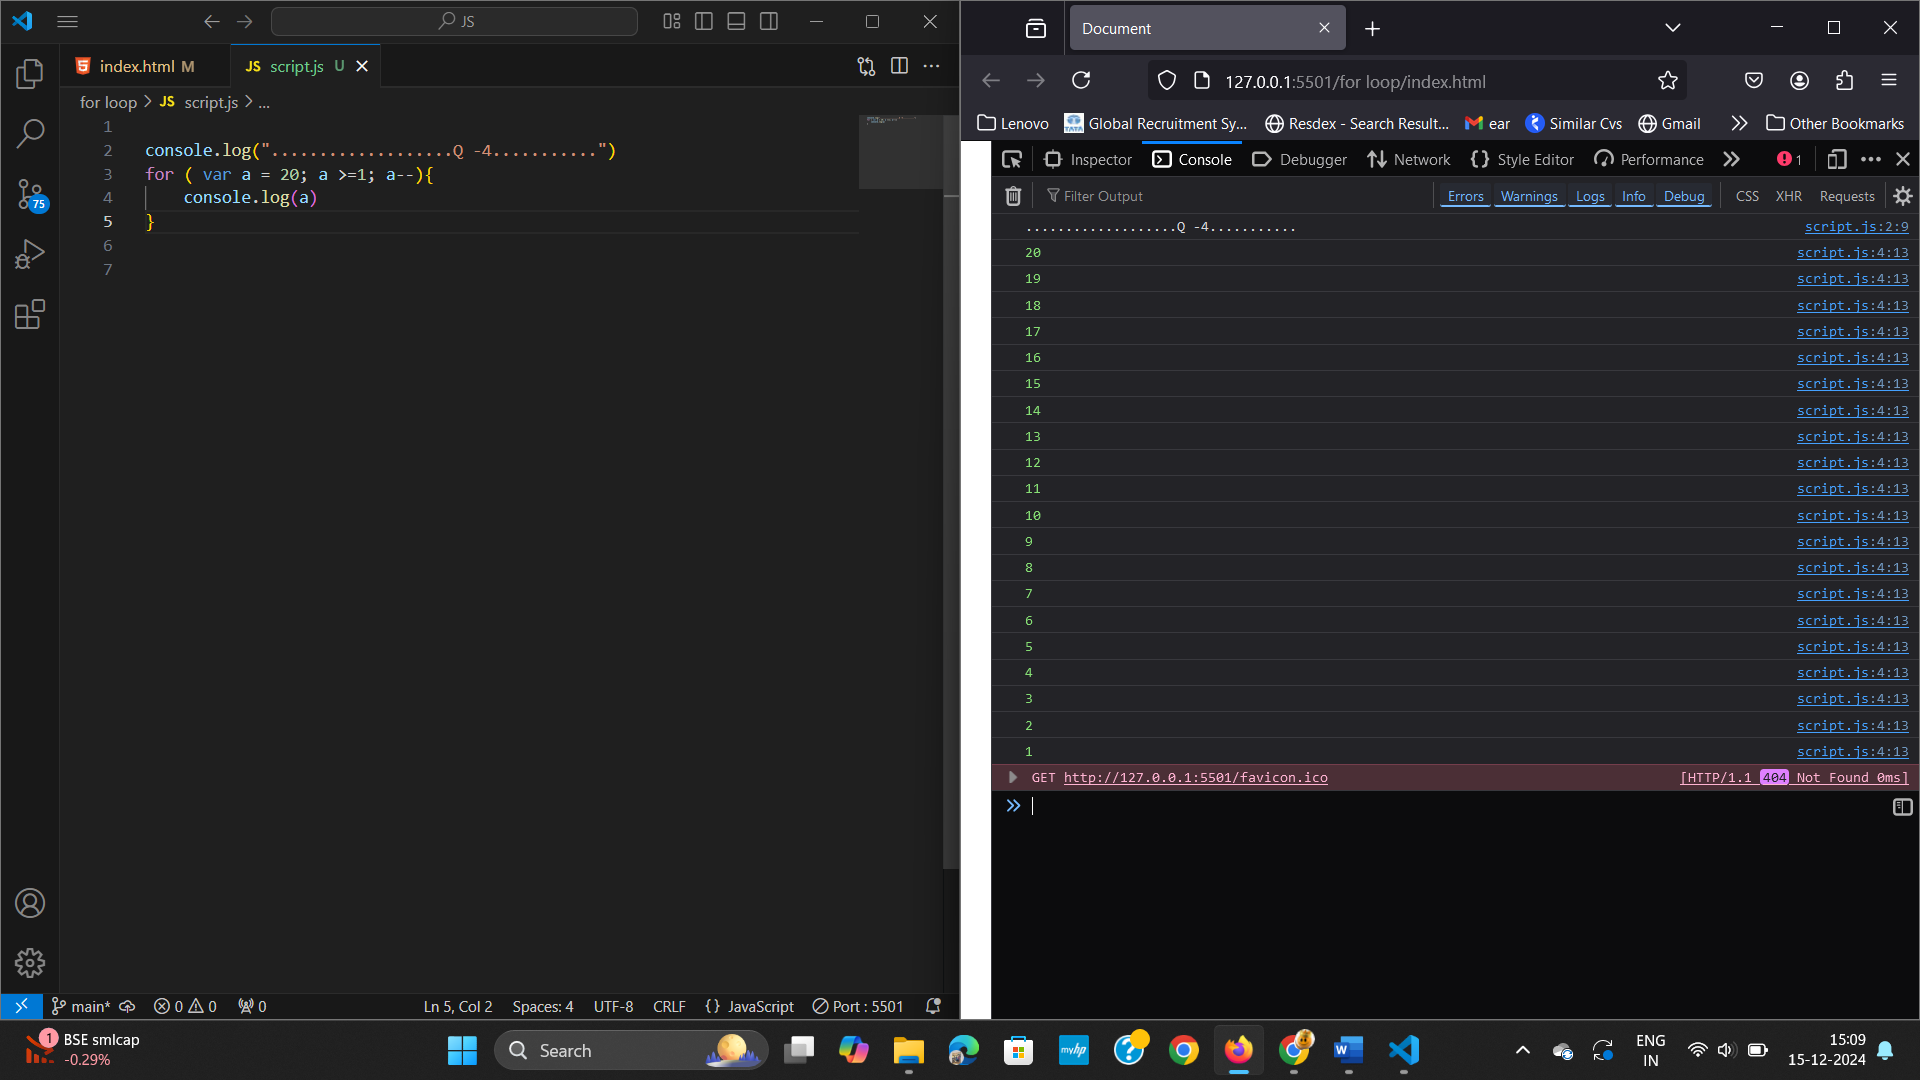 JS
index.html M
JS script.js U
for loop > JS script.js > ...
1
2 console.log("...................Q -4...........")
3 for ( var a = 20; a >=1; a--){
4 console.log(a)
5 }
6
7
75
main* 0 0 0
Ln 5, Col 2 Spaces: 4 UTF-8 CRLF {} JavaScript Port : 5501
Document
127.0.0.1:5501/for loop/index.html
Lenovo TATA Global Recruitment Sy... Resdex - Search Result... ear Similar Cvs Gmail Other Bookmarks
Inspector Console Debugger Network Style Editor Performance 1
Filter Output Errors Warnings Logs Info Debug CSS XHR Requests
...................Q -4........... script.js:2:9
20 script.js:4:13
19 script.js:4:13
18 script.js:4:13
17 script.js:4:13
16 script.js:4:13
15 script.js:4:13
14 script.js:4:13
13 script.js:4:13
12 script.js:4:13
11 script.js:4:13
10 script.js:4:13
9 script.js:4:13
8 script.js:4:13
7 script.js:4:13
6 script.js:4:13
5 script.js:4:13
4 script.js:4:13
3 script.js:4:13
2 script.js:4:13
1 script.js:4:13
GET http://127.0.0.1:5501/favicon.ico [HTTP/1.1 404 Not Found 0ms]
1 BSE smlcap
-0.29%
Search
myhp
ENG
IN
15:09
15-12-2024